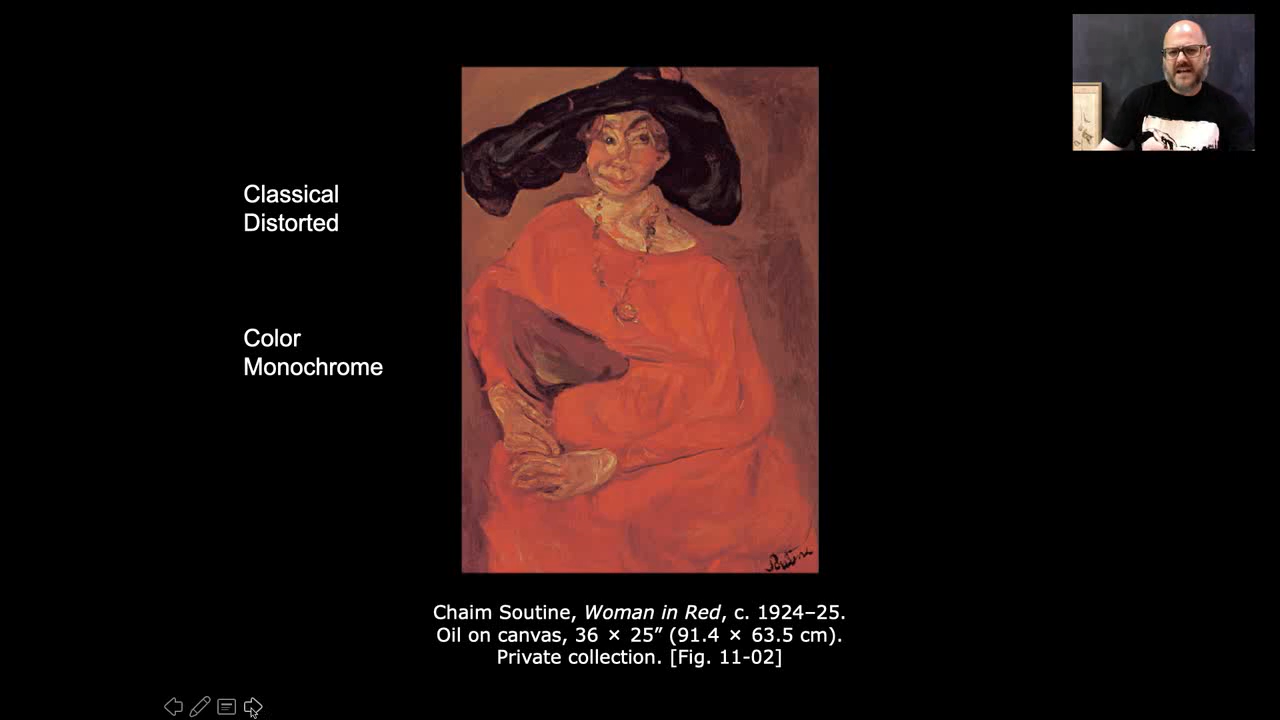 Classical
Distorted
Color
Monochrome
Soutine
Chaim Soutine, Woman in Red, c. 1924–25.
Oil on canvas, 36 × 25” (91.4 × 63.5 cm).
Private collection. [Fig. 11-02]